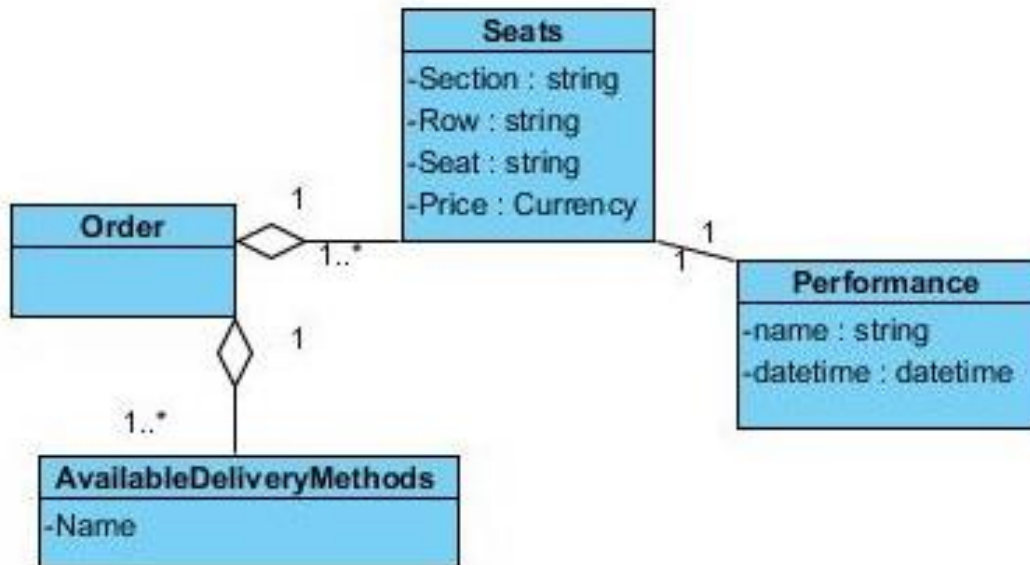 Seats
-Section : string
-Row : string
-Seat : string
-Price : Currency
1
Order
1..*
1
1
Performance
-name : string
-datetime : datetime
1
1..*
AvailableDeliveryMethods
-Name